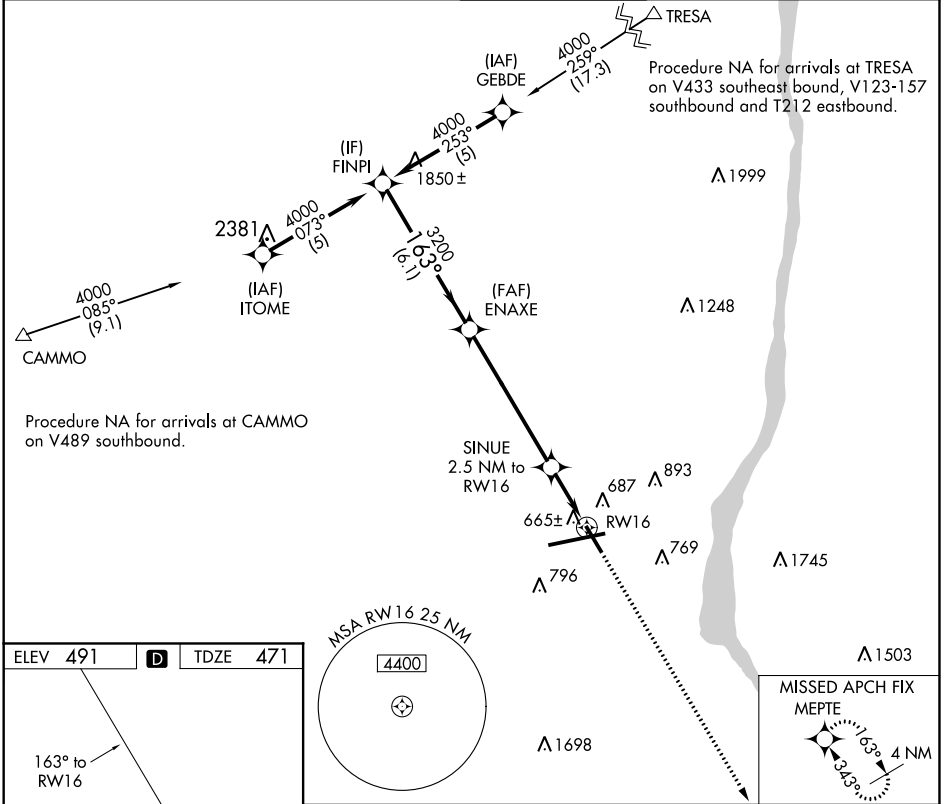 TRESA
4000
259°
(17.3)
(IAF)
GEBDE
Procedure NA for arrivals at TRESA
on V433 southeast bound, V123-157
southbound and T212 eastbound.
4000
253°
(5)
(IF)
FINPI
1850 ±
1999
2381
4000
073°
(5)
3200
163°
(6.1)
(IAF)
ITOME
(FAF)
ENAXE
1248
4000
085°
(9.1)
CAMMO
Procedure NA for arrivals at CAMMO
on V489 southbound.
SINUE
2.5 NM to
RW16
893
687
665±
RW16
769
1745
796
MSA RW16 25 NM
4400
ELEV 491
D
TDZE 471
163° to
RW16
1503
1698
MISSED APCH FIX
MEPTE
163°
343°
4 NM